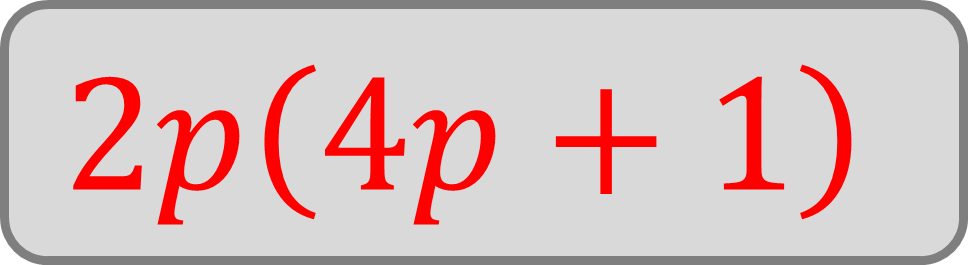 2p(4p + 1)